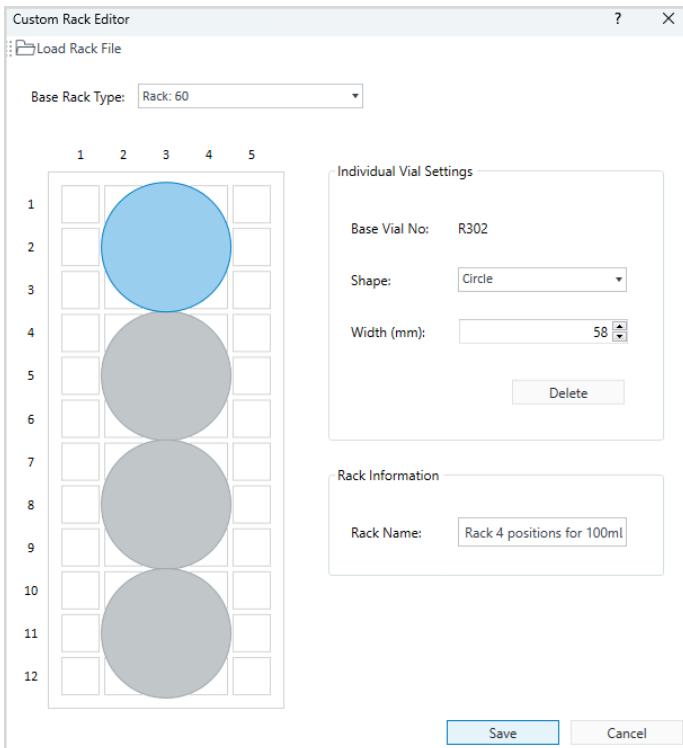 Custom Rack Editor ? ×
Load Rack File
Base Rack Type: Rack: 60
1 2 3 4 5
1
2
3
4
5
6
7
8
9
10
11
12
Individual Vial Settings
Base Vial No: R302
Shape: Circle
Width (mm): 58
Delete
Rack Information
Rack Name: Rack 4 positions for 100ml
Save Cancel